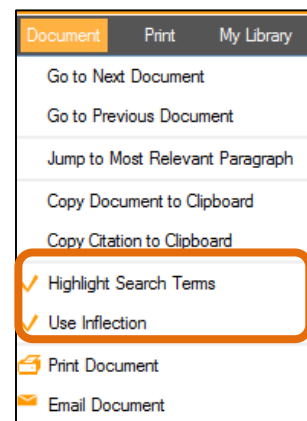 Document Print My Library
Go to Next Document
Go to Previous Document
Jump to Most Relevant Paragraph
Copy Document to Clipboard
Copy Citation to Clipboard
Highlight Search Terms
Use Inflection
Print Document
Email Document